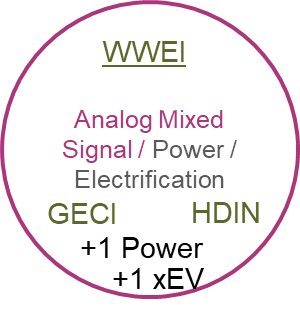 WWEI
Analog Mixed
Signal / Power /
Electrification
GECI HDIN
+1 Power
+1 xEV